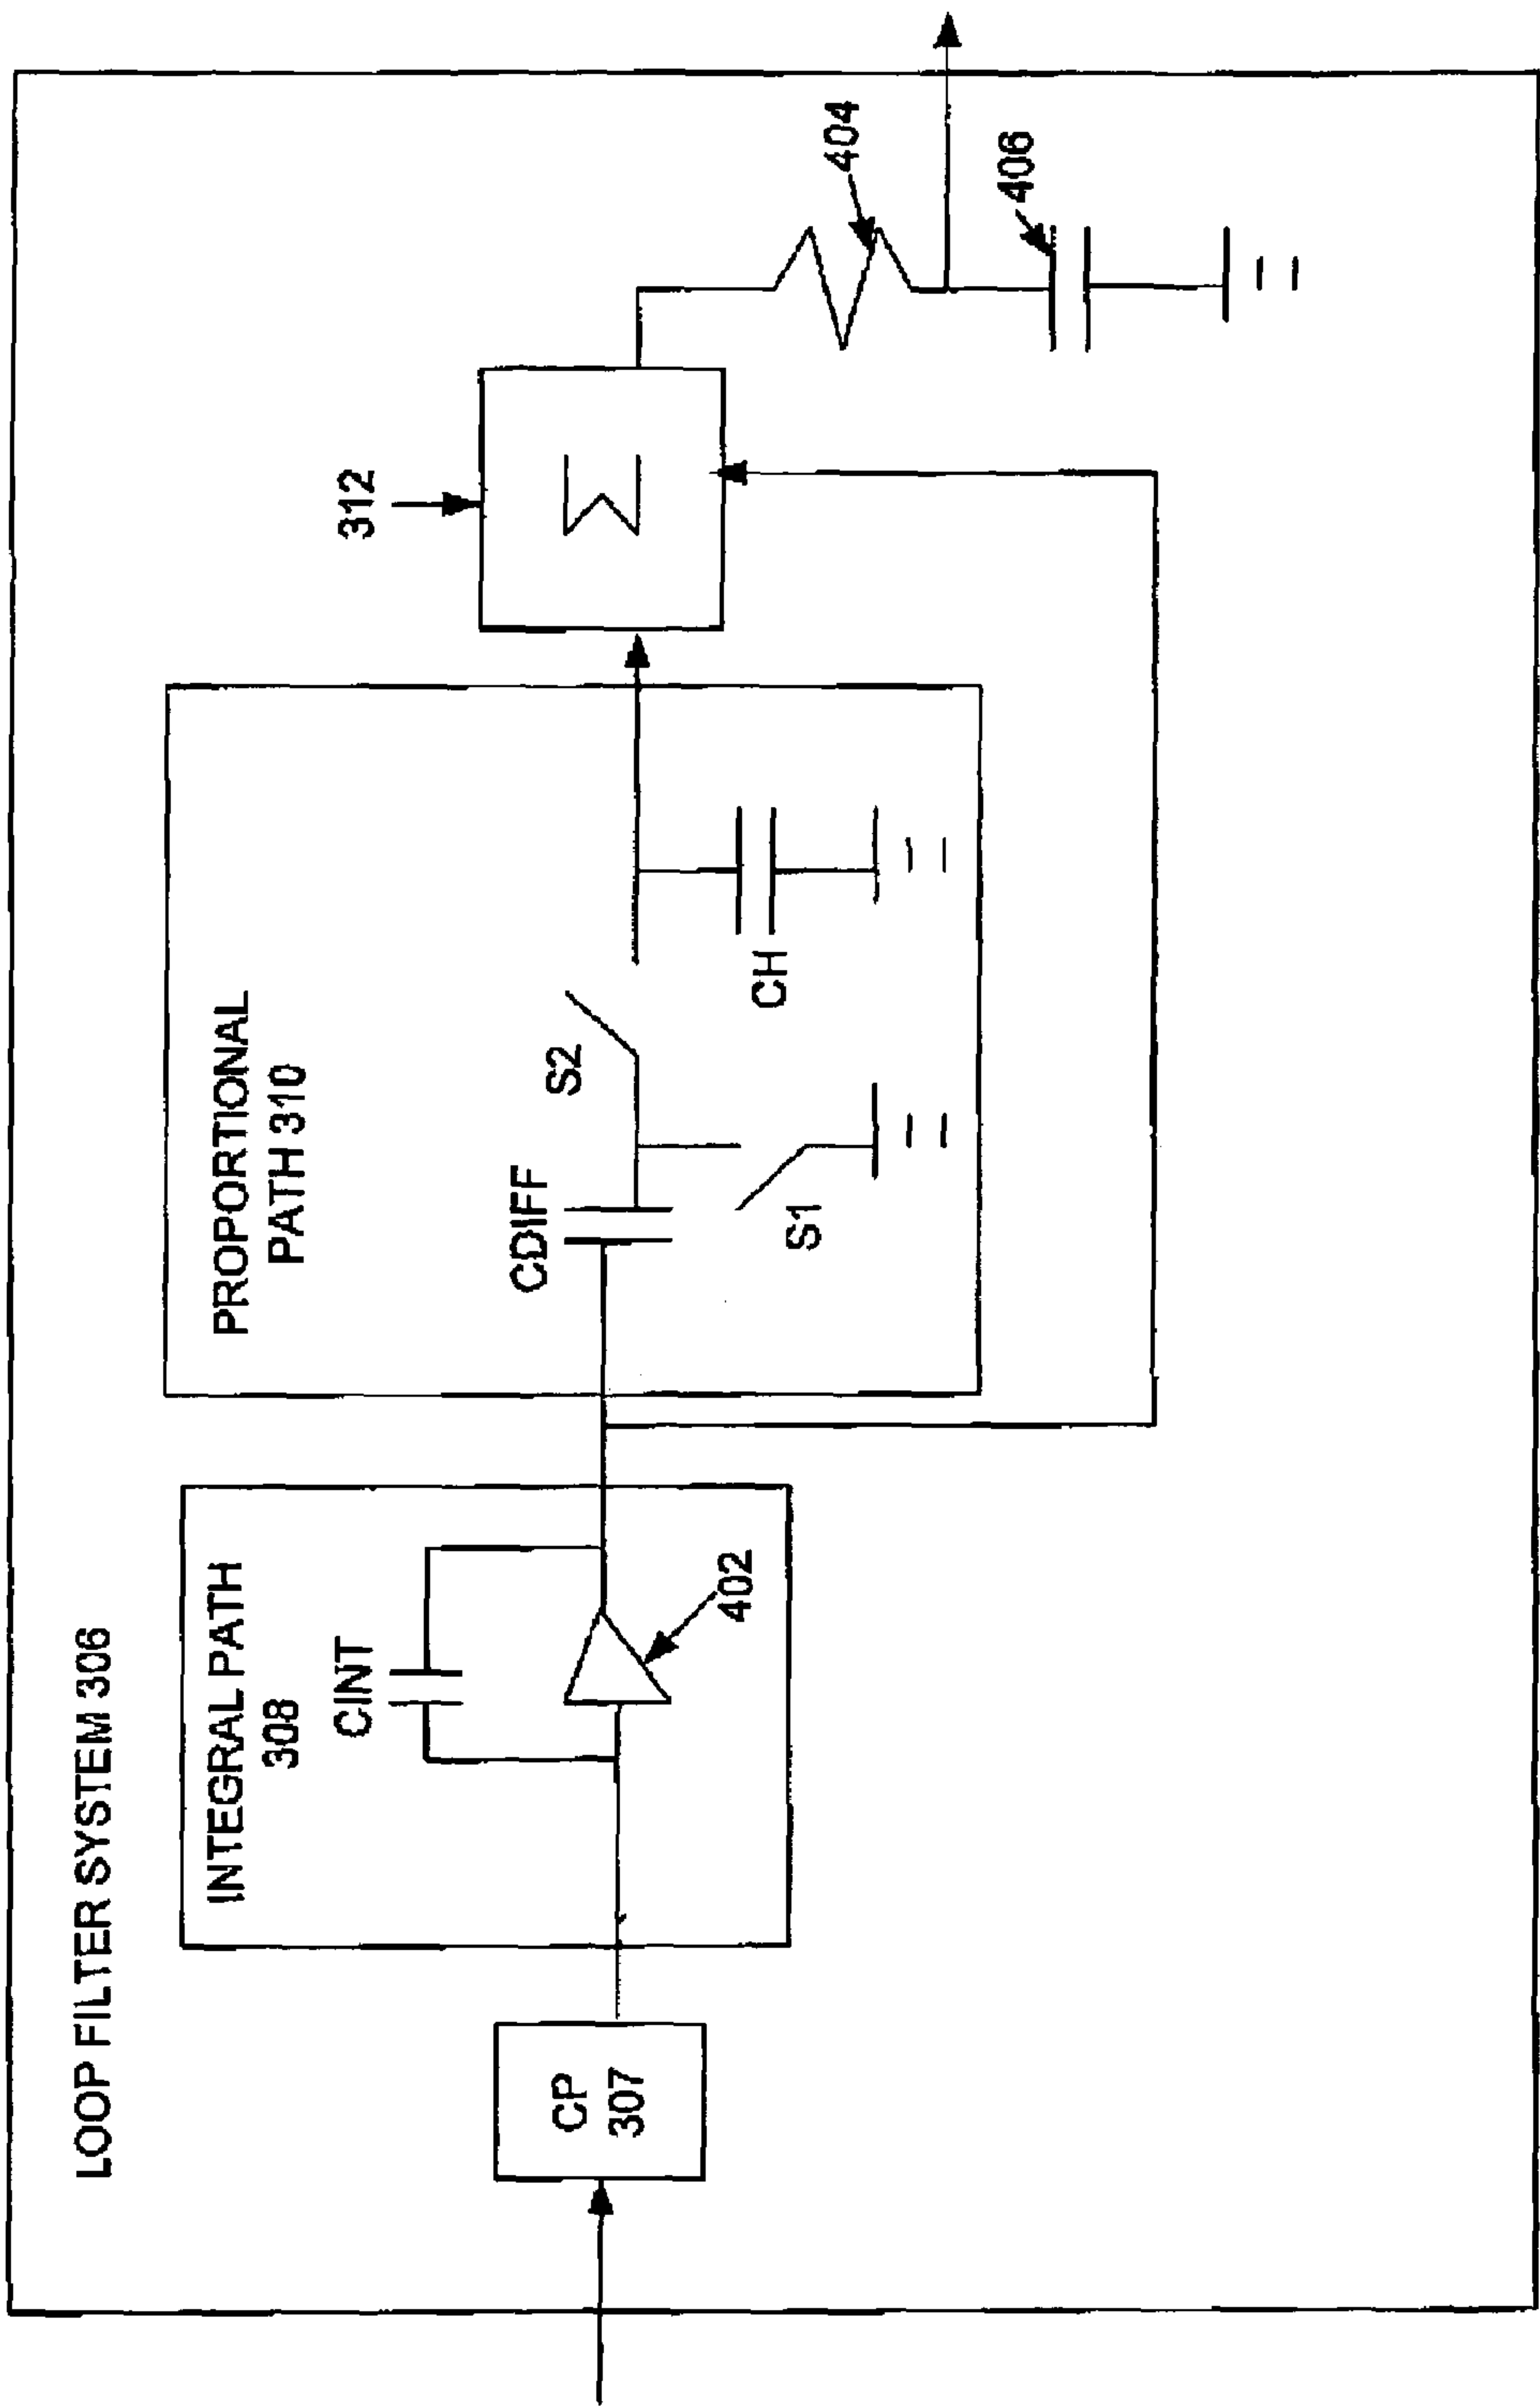 LOOP FILTER SYSTEM 306
INTEGRAL PATH
308
CINT
402
CP
307
PROPORTIONAL
PATH 310
CDIFF
S1
S2
CH
312
Σ
404
406